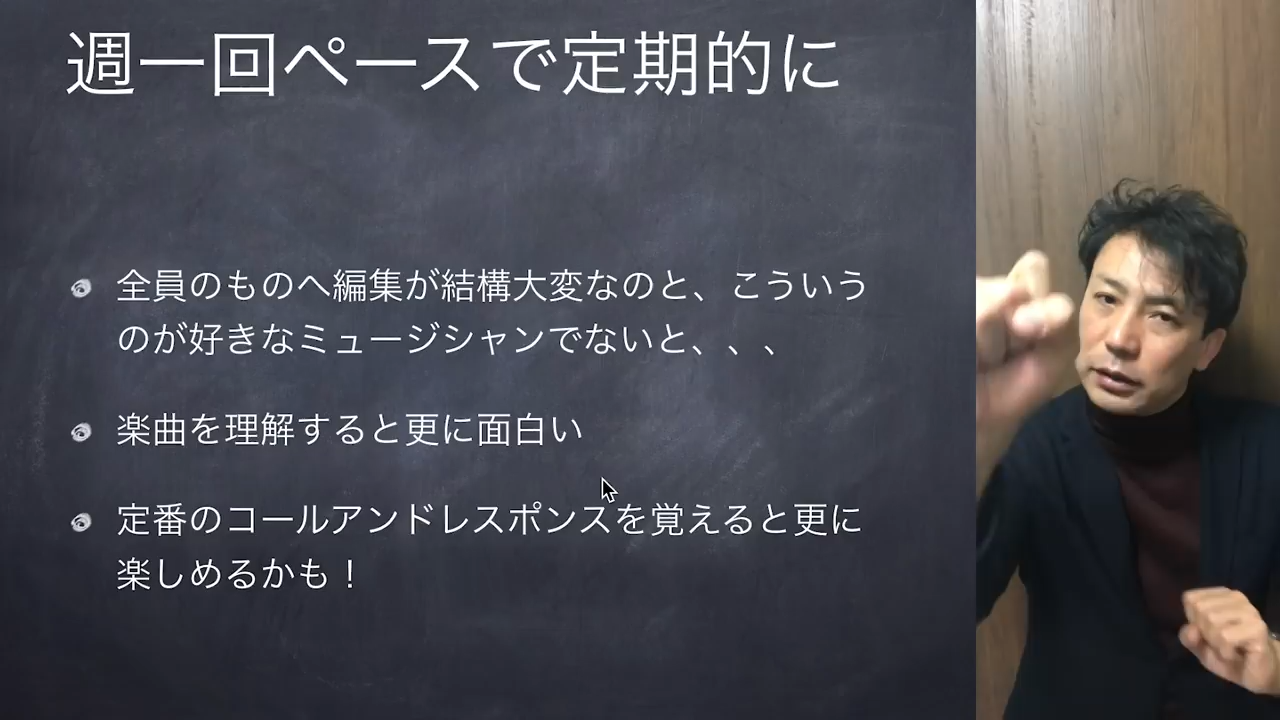 週一回ペースで定期的に
全員のものへ編集が結構大変なのと、こういう
のが好きなミュージシャンでないと、、、
楽曲を理解すると更に面白い
定番のコールアンドレスポンスを覚えると更に
楽しめるかも！